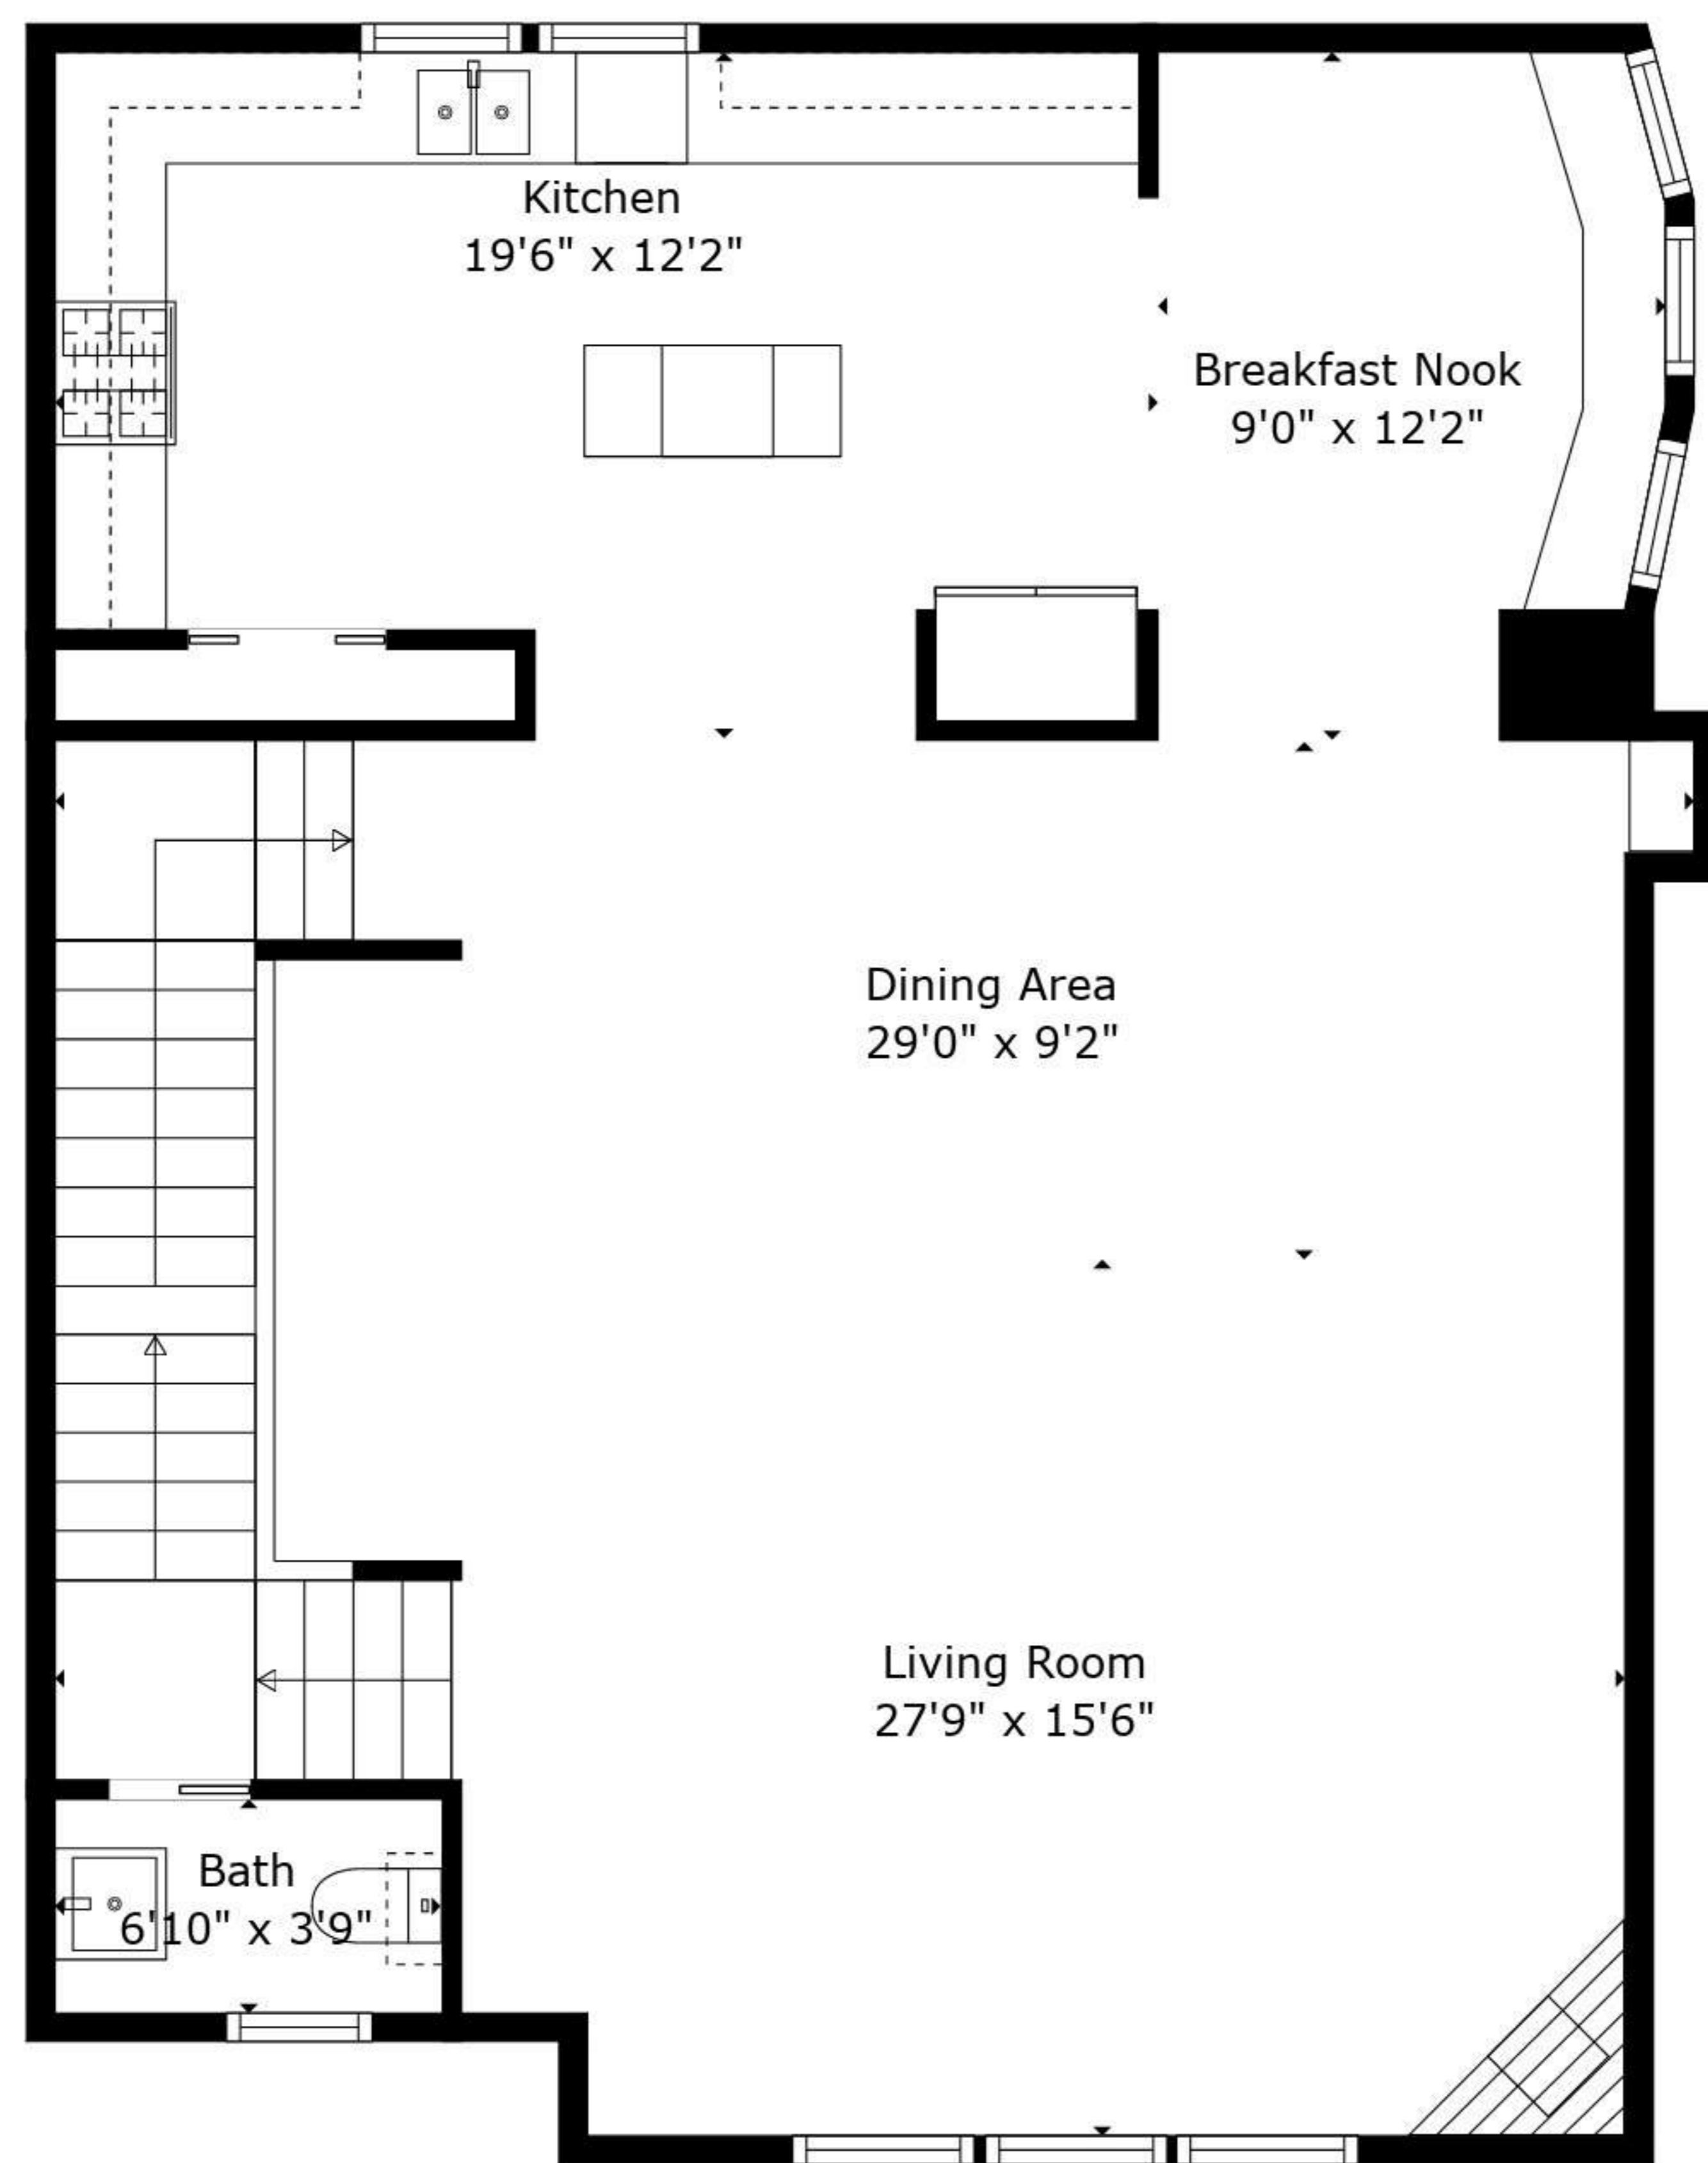 Kitchen
19'6" x 12'2"
Breakfast Nook
9'0" x 12'2"
Dining Area
29'0" x 9'2"
Living Room
27'9" x 15'6"
Bath
6'10" x 3'9"